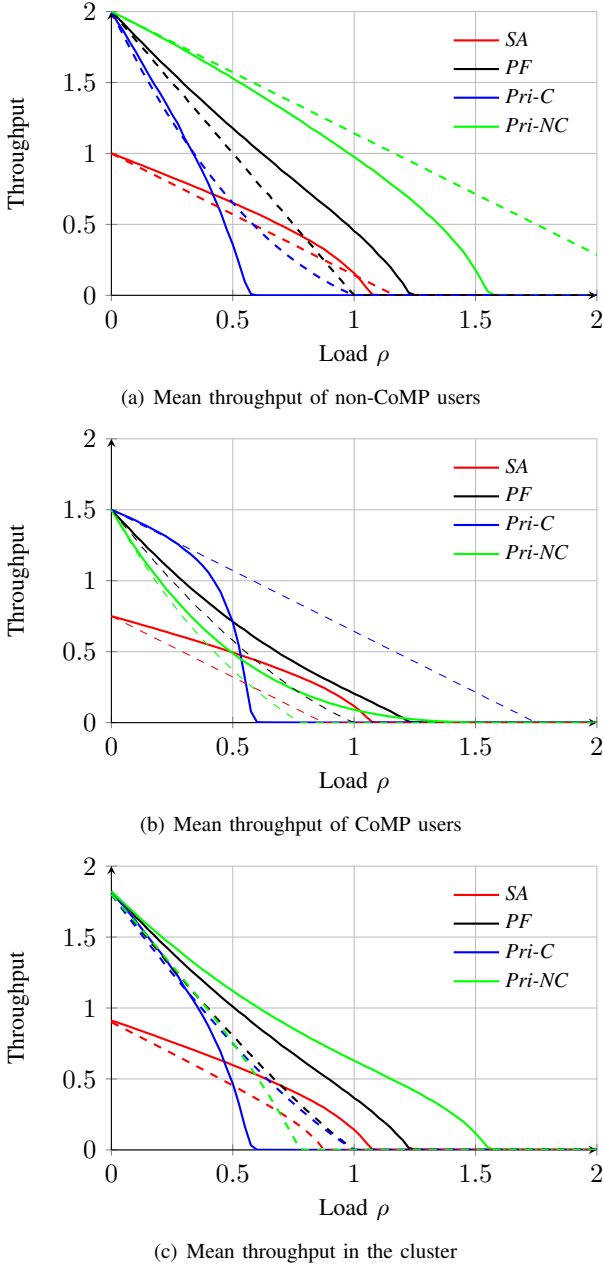 2
1.5
1
0.5
0
Throughput
SA
PF
Pri-C
Pri-NC
0 0.5 1 1.5 2
Load ρ
(a) Mean throughput of non-CoMP users
2
1.5
1
0.5
0
Throughput
SA
PF
Pri-C
Pri-NC
0 0.5 1 1.5 2
Load ρ
(b) Mean throughput of CoMP users
2
1.5
1
0.5
0
Throughput
SA
PF
Pri-C
Pri-NC
0 0.5 1 1.5 2
Load ρ
(c) Mean throughput in the cluster